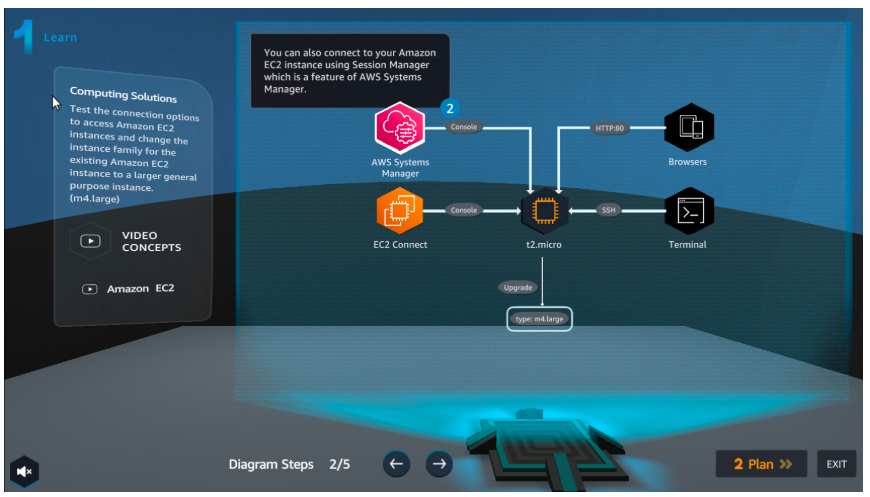 1 Learn
Computing Solutions
Test the connection options
to access Amazon EC2
instances and change the
instance family for the
existing Amazon EC2
instance to a larger general
purpose instance.
(m4.large)
VIDEO
CONCEPTS
Amazon EC2
You can also connect to your Amazon
EC2 instance using Session Manager
which is a feature of AWS Systems
Manager.
2
Console
HTTP:80
AWS Systems
Manager
Browsers
Console
SSH
EC2 Connect
t2.micro
Terminal
Upgrade
type: m4.large
Diagram Steps 2/5
2 Plan
EXIT